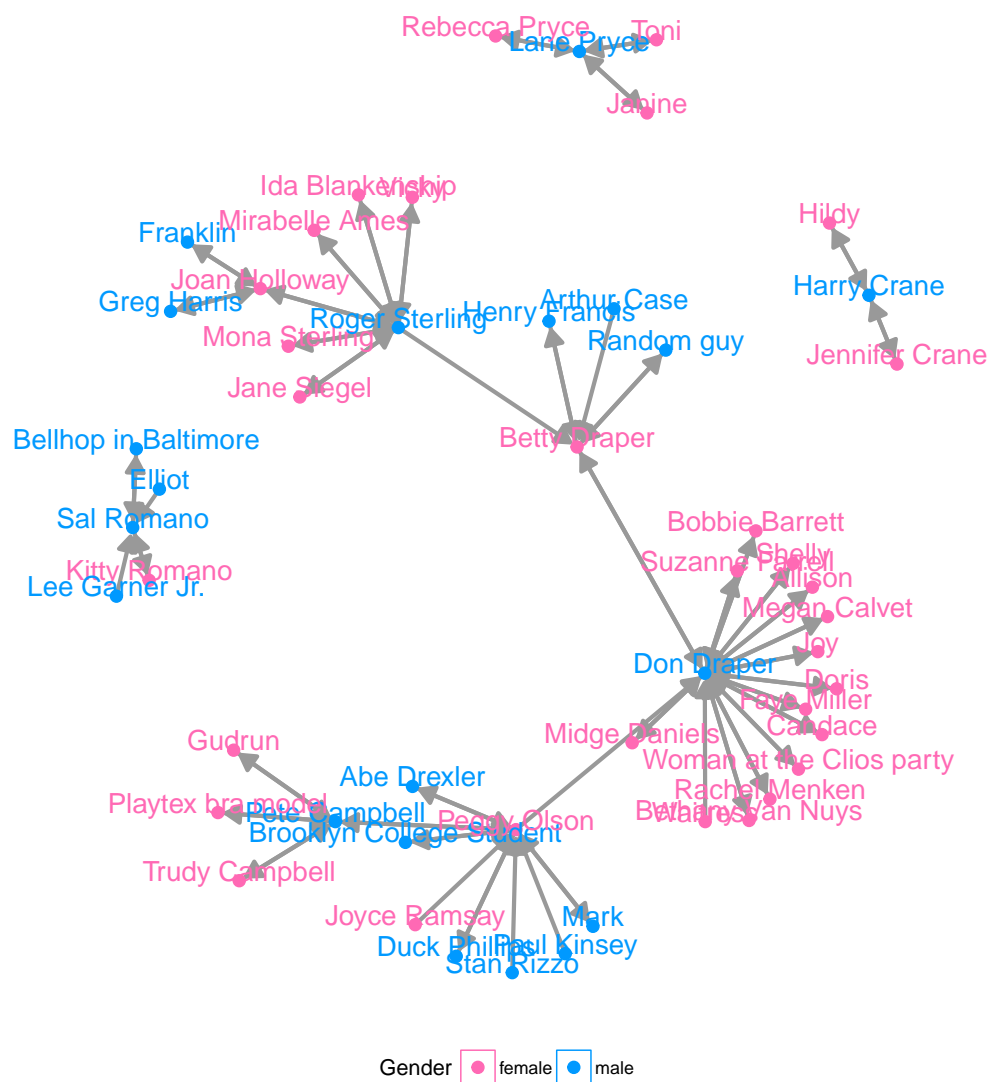 Rebecca Pryce
Toni
Lane Pryce
Janine
Ida Blankenship
Vicky
Mirabelle Ames
Hildy
Franklin
Joan Holloway
Harry Crane
Greg Harris
Arthur Case
Henry Francis
Roger Sterling
Mona Sterling
Random guy
Jennifer Crane
Jane Siegel
Bellhop in Baltimore
Betty Draper
Elliot
Sal Romano
Bobbie Barrett
Shelly
Suzanne Farrell
Kitty Romano
Allison
Lee Garner Jr.
Megan Calvet
Joy
Don Draper
Doris
Faye Miller
Candace
Midge Daniels
Gudrun
Woman at the Clios party
Abe Drexler
Rachel Menken
Playtex bra model
Pete Campbell
Bethany Van Nuys
Waitress
Peggy Olson
Brooklyn College Student
Trudy Campbell
Joyce Ramsay
Mark
Duck Phillips
Paul Kinsey
Stan Rizzo
Gender
female
male